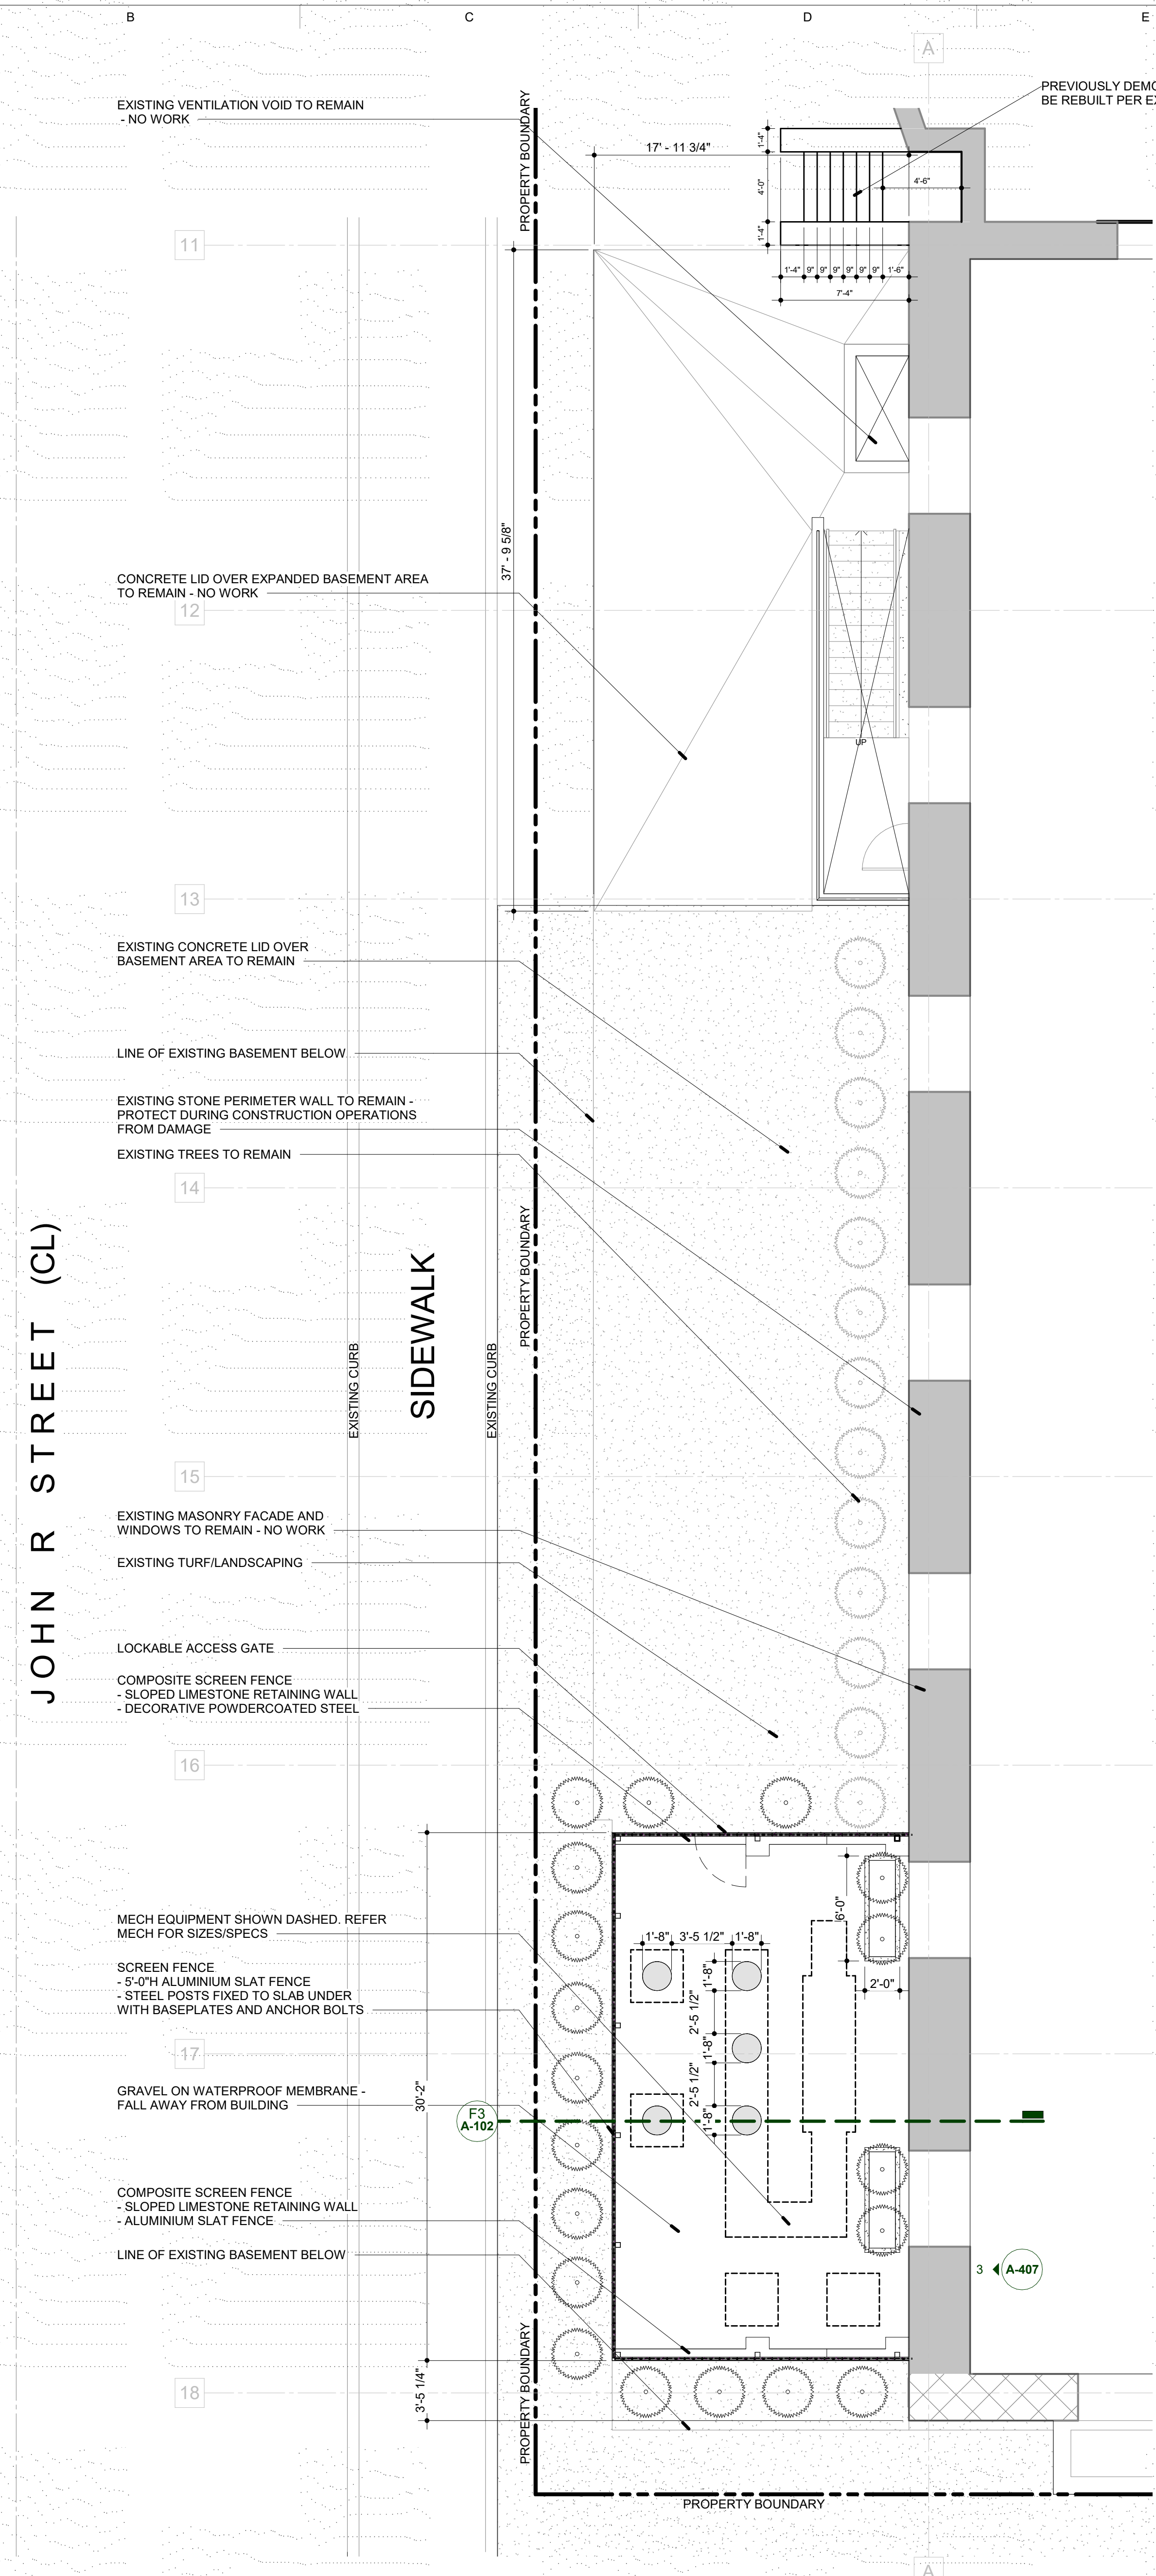 B
C
D
E
A
EXISTING VENTILATION VOID TO REMAIN
- NO WORK
PREVIOUSLY DEMO
BE REBUILT PER EX
PROPERTY BOUNDARY
17' - 11 3/4"
1'-4"
4'-0"
1'-4"
4'-6"
11
1'-4"
9"
9"
9"
9"
9"
9"
1'-6"
7'-4"
37' - 9 5/8"
CONCRETE LID OVER EXPANDED BASEMENT AREA
TO REMAIN - NO WORK
12
UP
13
EXISTING CONCRETE LID OVER
BASEMENT AREA TO REMAIN
LINE OF EXISTING BASEMENT BELOW
EXISTING STONE PERIMETER WALL TO REMAIN -
PROTECT DURING CONSTRUCTION OPERATIONS
FROM DAMAGE
EXISTING TREES TO REMAIN
14
JOHN R STREET (CL)
SIDEWALK
EXISTING CURB
EXISTING CURB
PROPERTY BOUNDARY
15
EXISTING MASONRY FACADE AND
WINDOWS TO REMAIN - NO WORK
EXISTING TURF/LANDSCAPING
LOCKABLE ACCESS GATE
COMPOSITE SCREEN FENCE
- SLOPED LIMESTONE RETAINING WALL
- DECORATIVE POWDERCOATED STEEL
16
MECH EQUIPMENT SHOWN DASHED. REFER
MECH FOR SIZES/SPECS
SCREEN FENCE
- 5'-0"H ALUMINIUM SLAT FENCE
- STEEL POSTS FIXED TO SLAB UNDER
WITH BASEPLATES AND ANCHOR BOLTS
6'-0"
1'-8"
3'-5 1/2"
1'-8"
1'-8"
2'-0"
2'-5 1/2"
1'-8"
2'-5 1/2"
1'-8"
17
30'-2"
GRAVEL ON WATERPROOF MEMBRANE -
FALL AWAY FROM BUILDING
F3
A-102
COMPOSITE SCREEN FENCE
- SLOPED LIMESTONE RETAINING WALL
- ALUMINIUM SLAT FENCE
LINE OF EXISTING BASEMENT BELOW
3
A-407
18
3'-5 1/4"
PROPERTY BOUNDARY
PROPERTY BOUNDARY
A